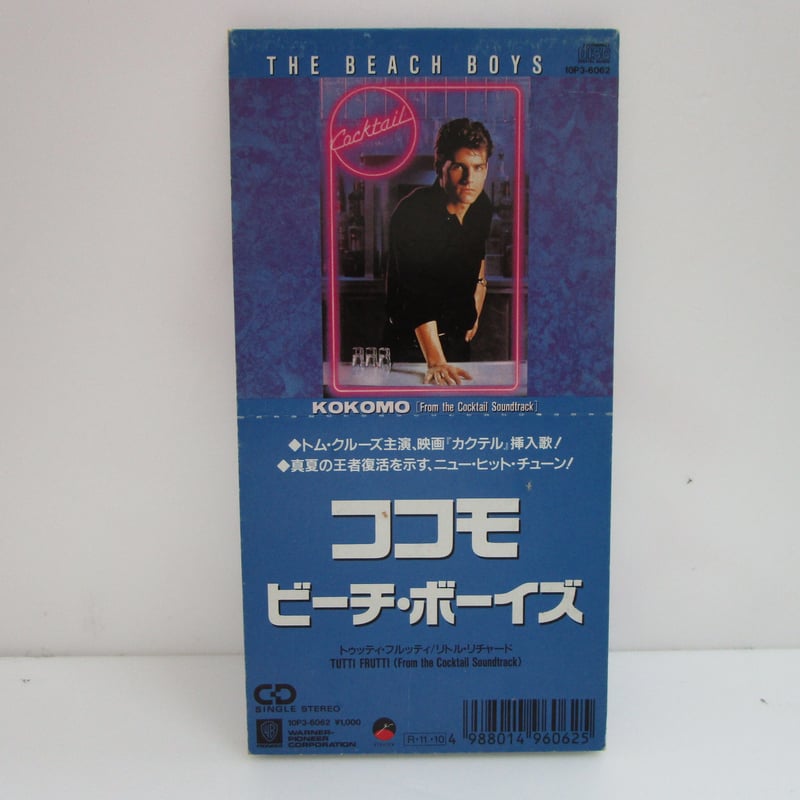 THE BEACH BOYS
10P3-6062
Cocktail
KOKOMO [From the Cocktail Soundtrack]
◆トム・クルーズ主演、映画『カクテル』挿入歌!
◆真夏の王者復活を示す、ニュー・ヒット・チューン!
ココモ
ビーチ・ボーイズ
トゥッティ・フルッティ/リトル・リチャード
TUTTI FRUTTI (From the Cocktail Soundtrack)
CD
SINGLE STEREO
10P3-6062 ¥1,000
WARNER-
PIONEER
CORPORATION
PIONEER
R・11・10
4 988014 960625